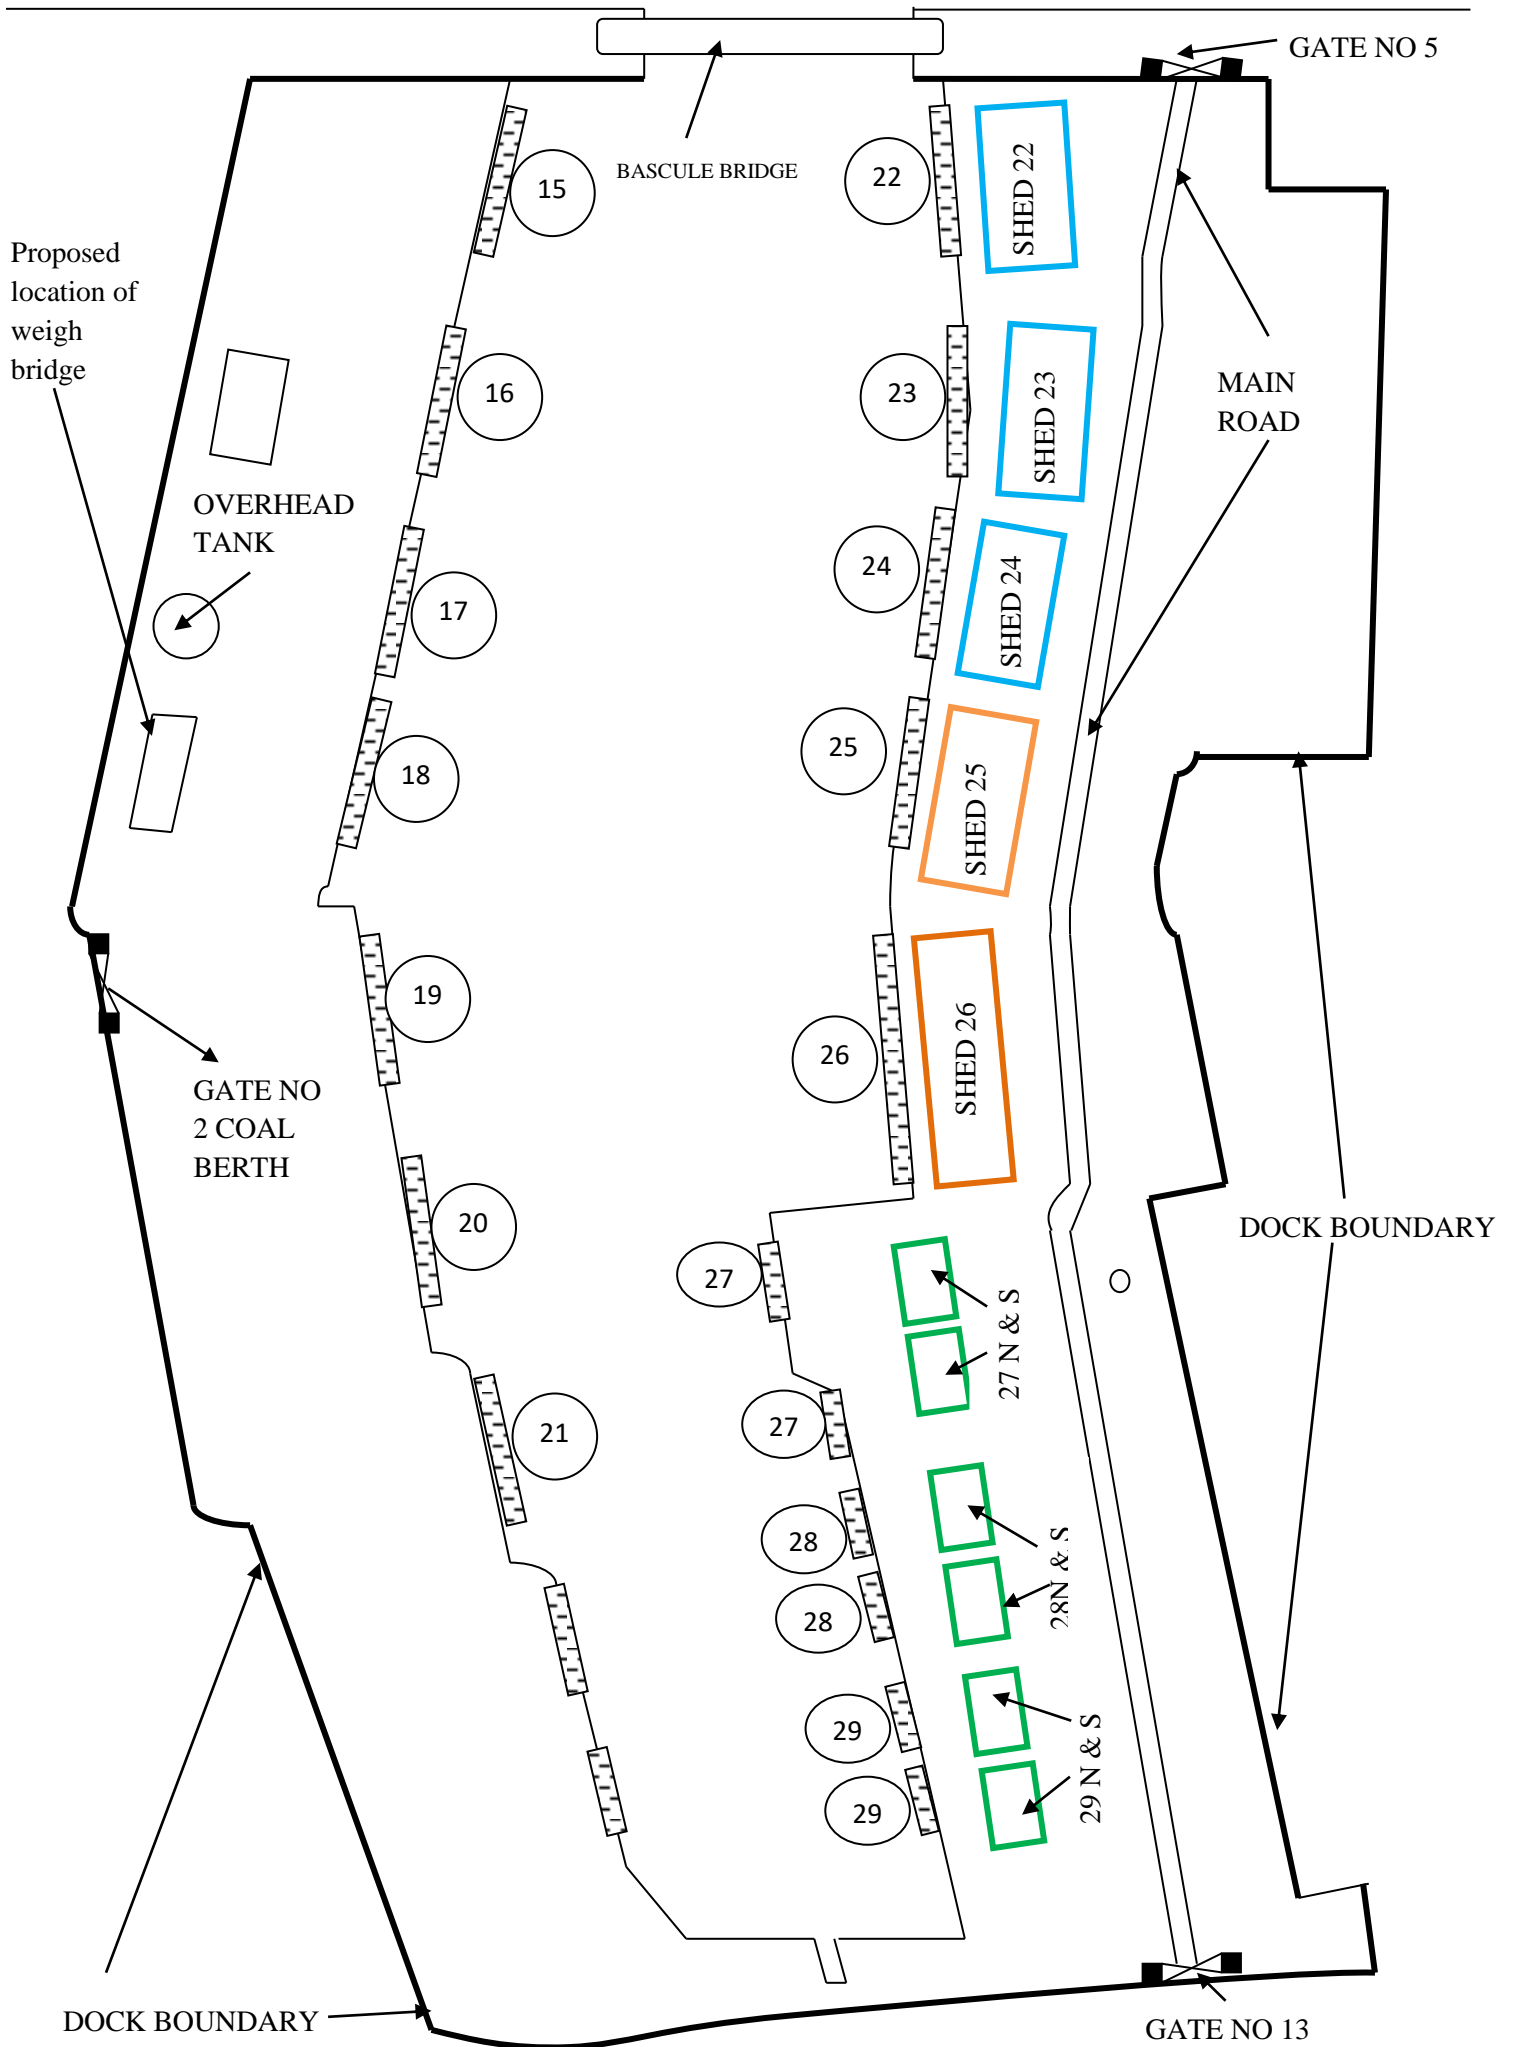 GATE NO 5
BASCULE BRIDGE
15
22
SHED 22
Proposed
location of
weigh
bridge
16
23
SHED 23
MAIN
ROAD
OVERHEAD
TANK
17
24
SHED 24
18
25
SHED 25
19
26
SHED 26
GATE NO
2 COAL
BERTH
20
27
27 N & S
DOCK BOUNDARY
21
27
28
28
28N & S
29
29
29 N & S
DOCK BOUNDARY
GATE NO 13